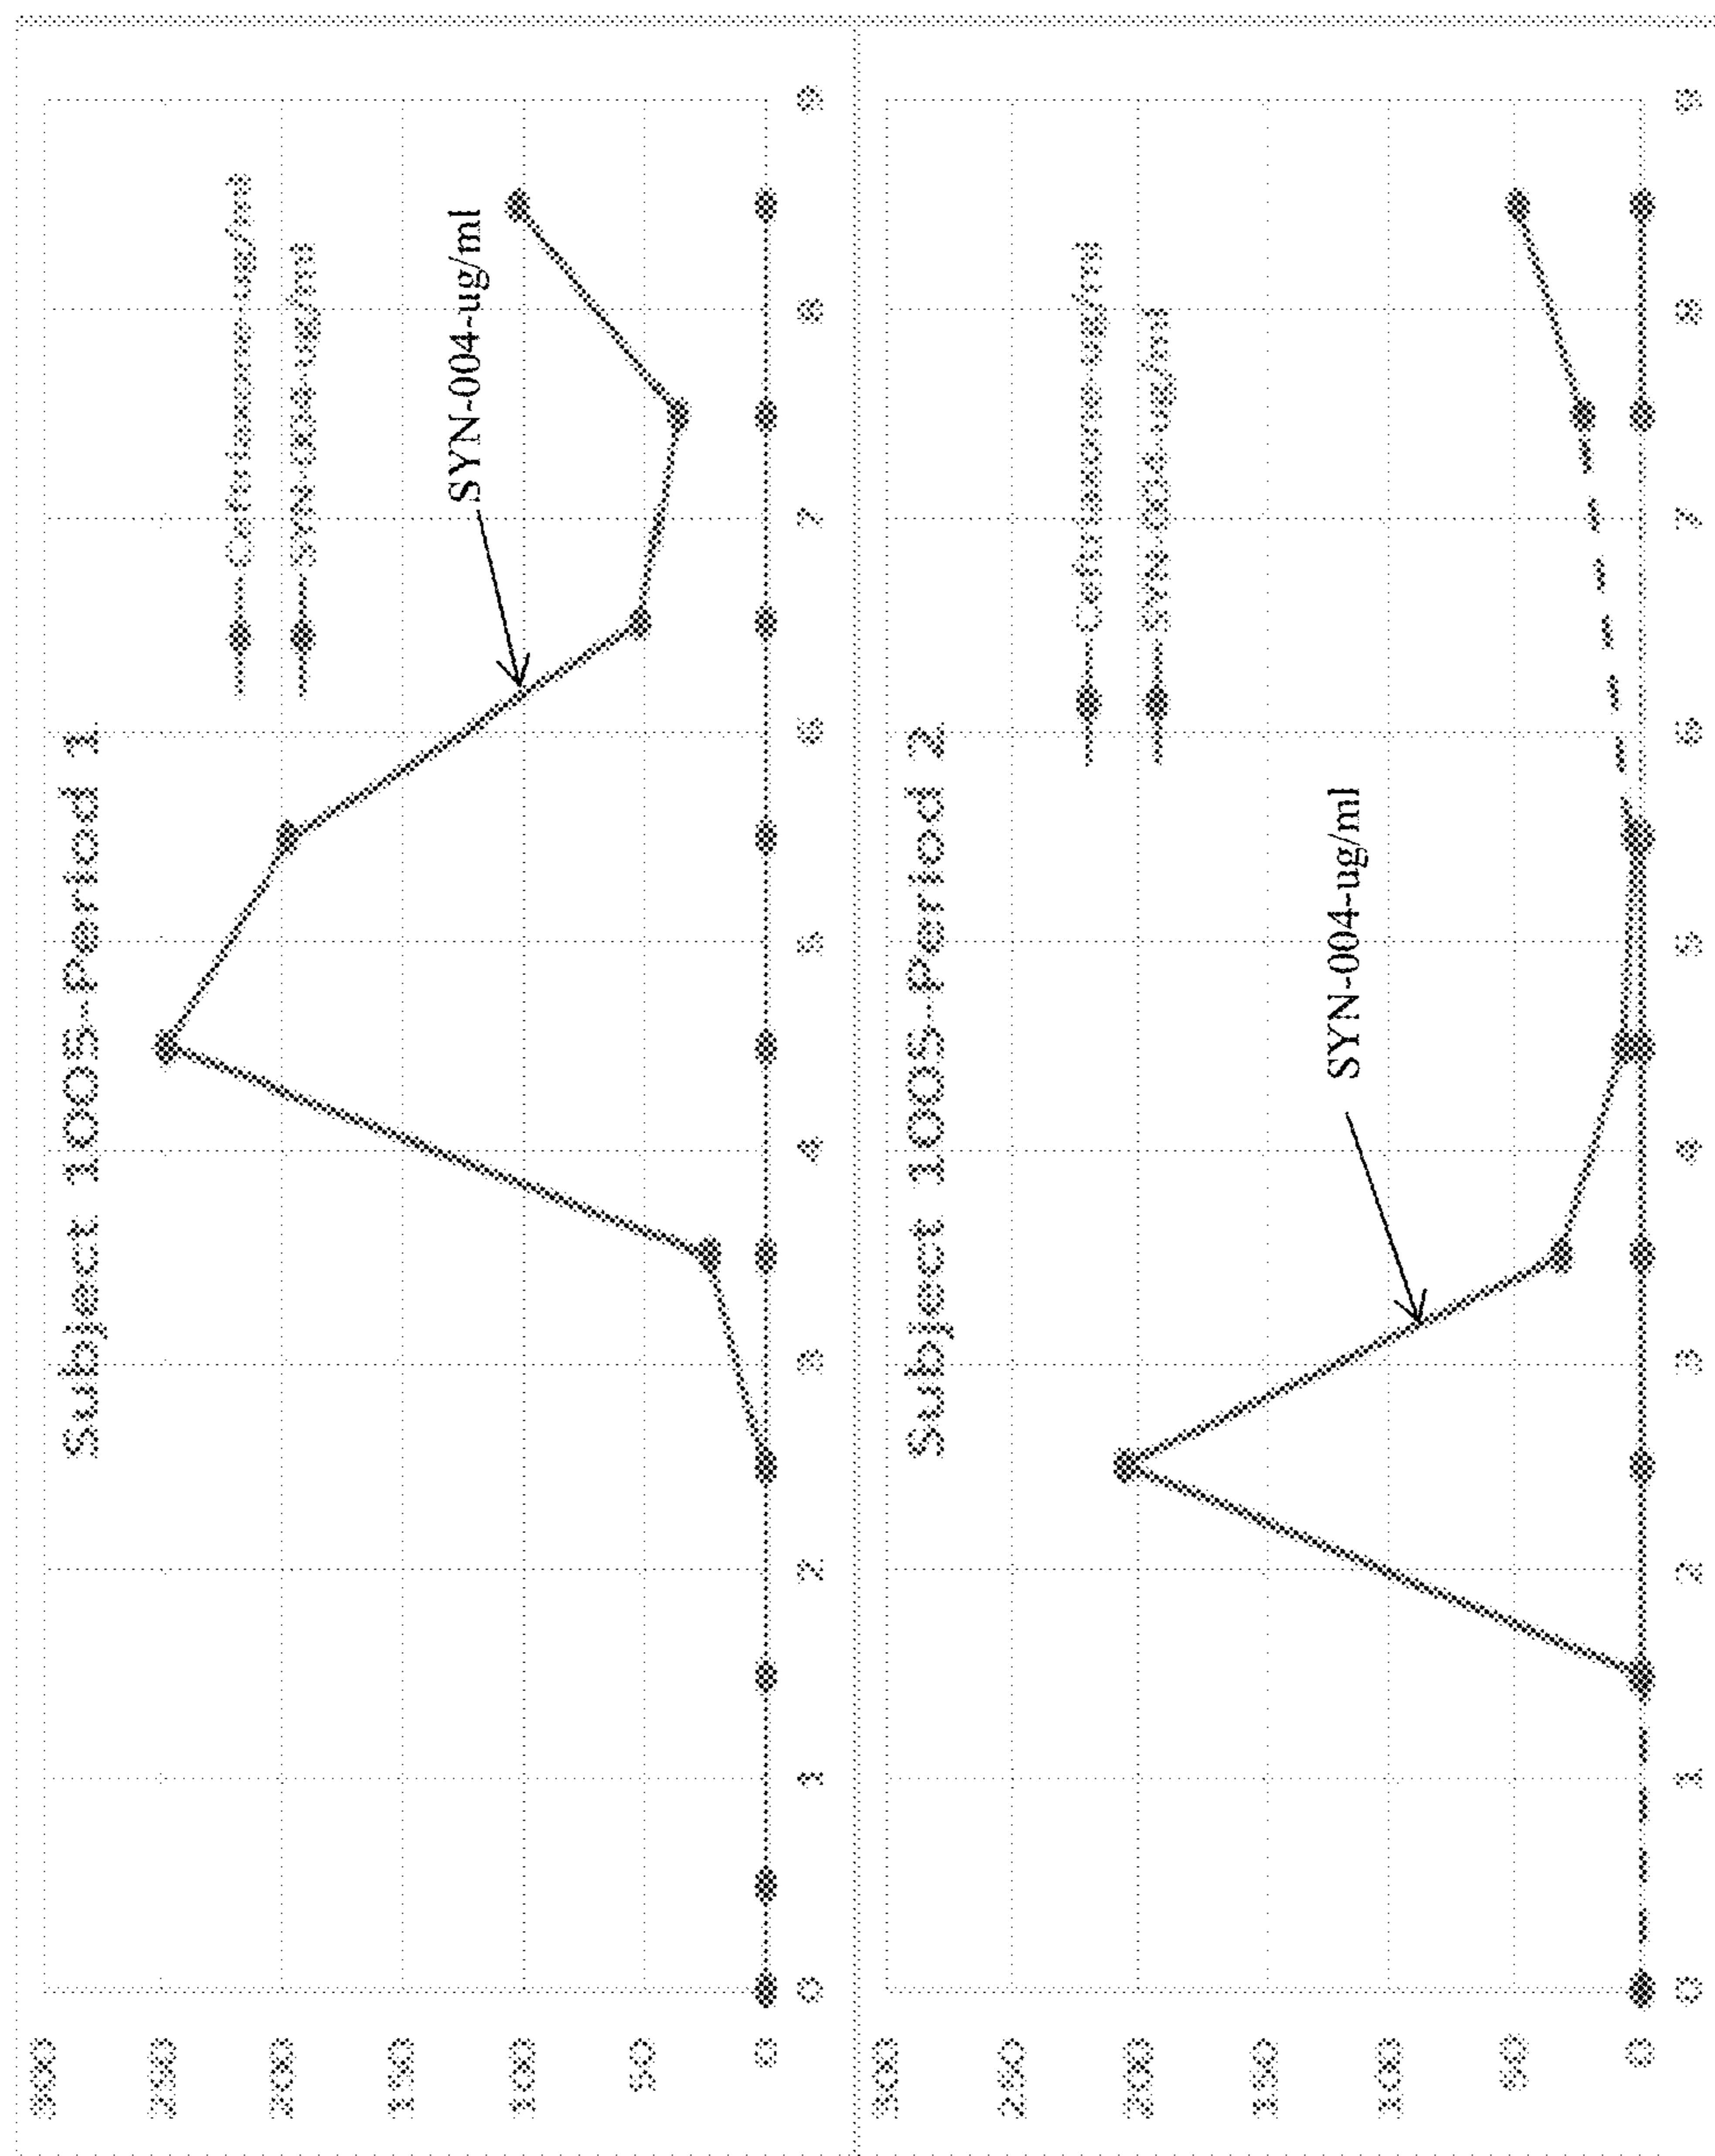 Subject 1005-Period 1
300
250
200
150
100
50
0
0 1 2 3 4 5 6 7 8 9
Ceftriaxone-ug/ml
SYN-004-ug/ml
SYN-004-ug/ml
Subject 1005-Period 2
300
250
200
150
100
50
0
0 1 2 3 4 5 6 7 8 9
Ceftriaxone-ug/ml
SYN-004-ug/ml
SYN-004-ug/ml